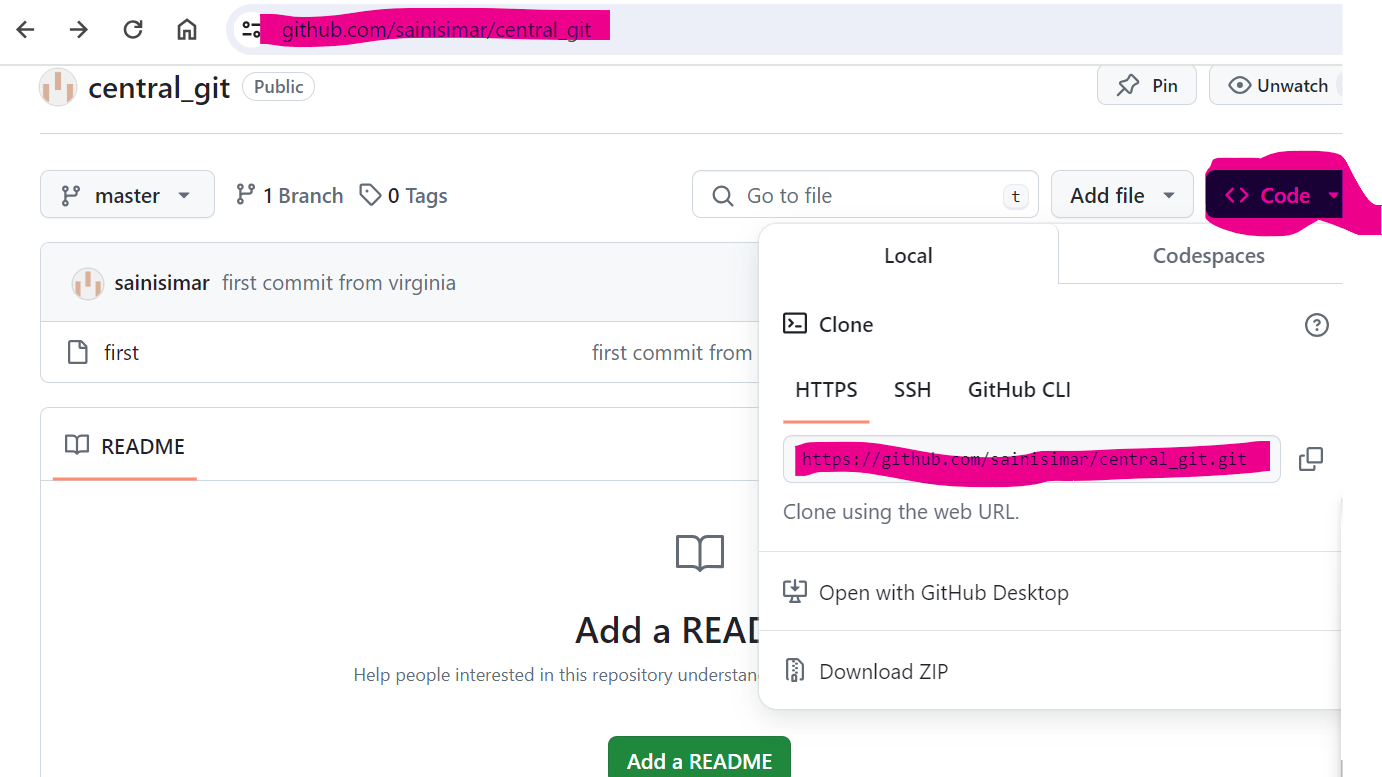 github.com/sainisimar/central_git
central_git Public
Pin
Unwatch
master
1 Branch
0 Tags
Go to file
t
Add file
<> Code
Local
Codespaces
sainisimar first commit from virginia
Clone
first
first commit from
HTTPS
SSH
GitHub CLI
README
https://github.com/sainisimar/central_git.git
Clone using the web URL.
Open with GitHub Desktop
Add a READ
Help people interested in this repository understan
Download ZIP
Add a README